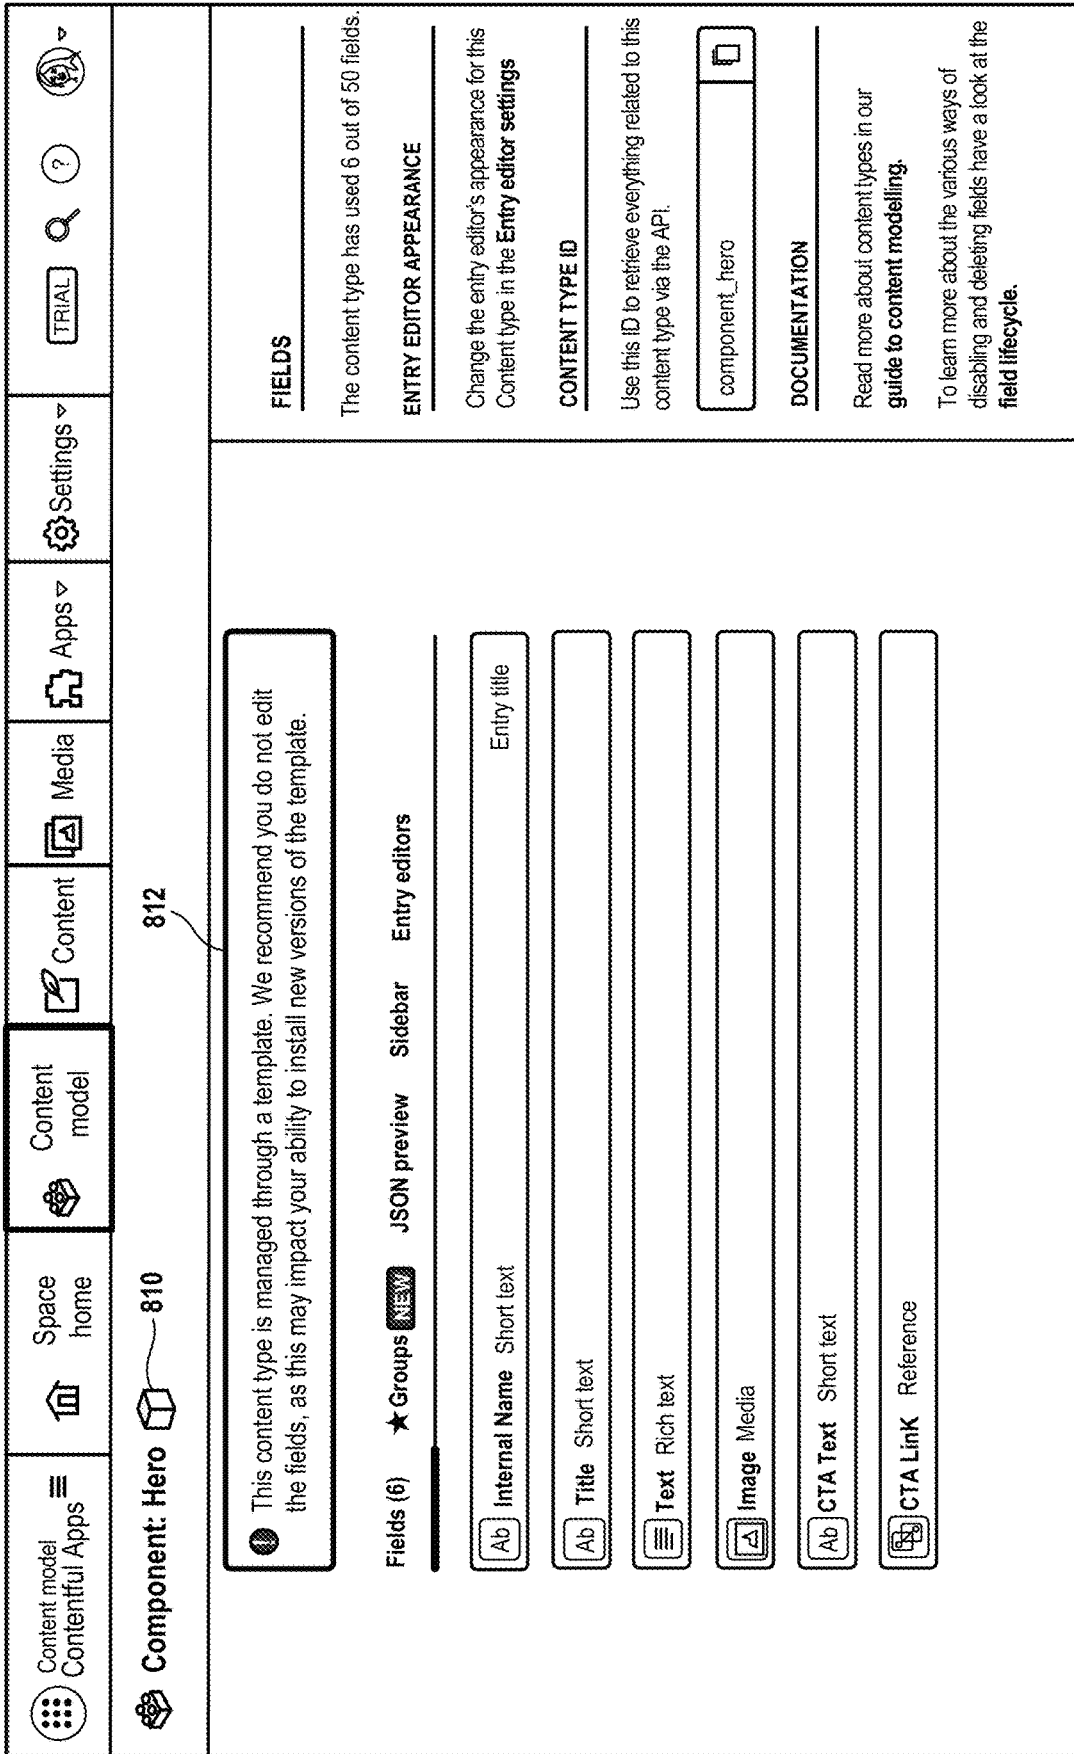 Content model
Contentful Apps
Space
home
Content
model
Content
Media
Apps
Settings
TRIAL
?
Component: Hero
810
812
This content type is managed through a template. We recommend you do not edit
the fields, as this may impact your ability to install new versions of the template.
Fields (6) ★Groups NEW JSON preview Sidebar Entry editors
Ab Internal Name Short text Entry title
Ab Title Short text
Text Rich text
Image Media
Ab CTA Text Short text
CTA LinK Reference
FIELDS
The content type has used 6 out of 50 fields.
ENTRY EDITOR APPEARANCE
Change the entry editor's appearance for this
Content type in the Entry editor settings
CONTENT TYPE ID
Use this ID to retrieve everything related to this
content type via the API.
component_hero
DOCUMENTATION
Read more about content types in our
guide to content modelling.
To learn more about the various ways of
disabling and deleting fields have a look at the
field lifecycle.